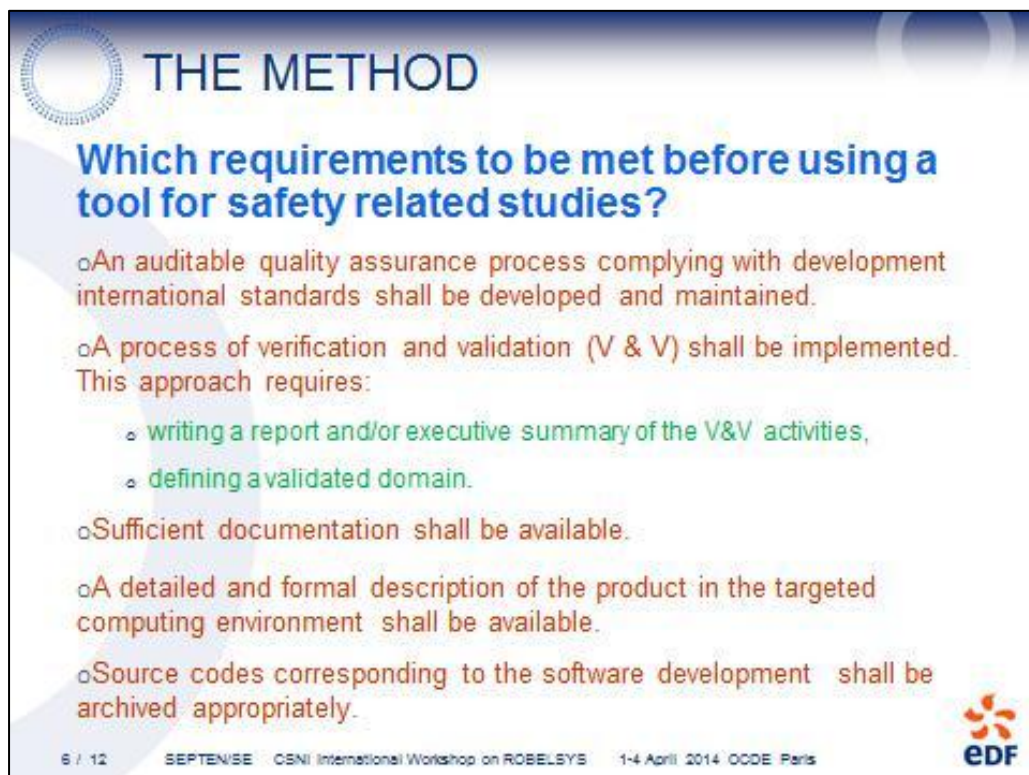 THE METHOD
Which requirements to be met before using a
tool for safety related studies?
oAn auditable quality assurance process complying with development
international standards shall be developed and maintained.
oA process of verification and validation (V & V) shall be implemented.
This approach requires:
o writing a report and/or executive summary of the V&V activities,
o defining a validated domain.
oSufficient documentation shall be available.
oA detailed and formal description of the product in the targeted
computing environment shall be available.
oSource codes corresponding to the software development shall be
archived appropriately.
6 / 12 SEPTEN/SE CSNI International Workshop on ROBELSYS 1-4 April 2014 OCDE Paris
eDF